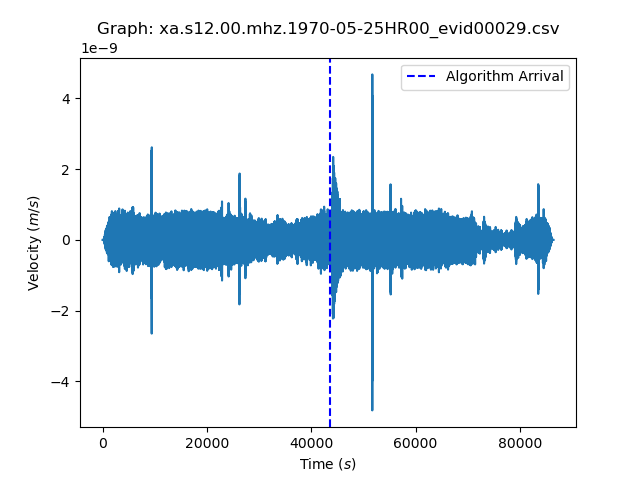 Graph: xa.s12.00.mhz.1970-05-25HR00_evid00029.csv
1e−9
Algorithm Arrival
4
2
0
−2
−4
Velocity (m/s)
0 20000 40000 60000 80000
Time (s)